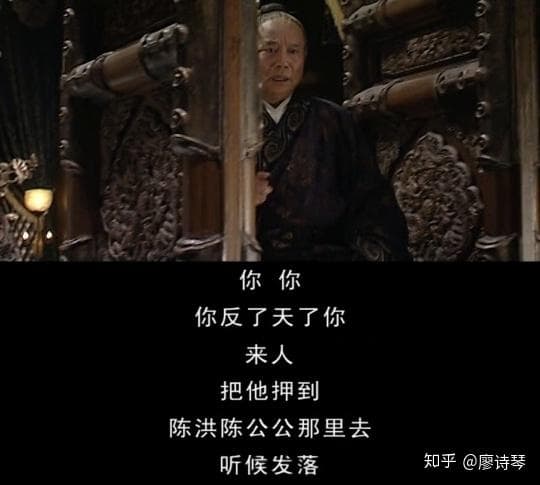 你 你
你反了天了你
来人
把他押到
陈洪陈公公那里去
听候发落
知乎 @廖诗琴